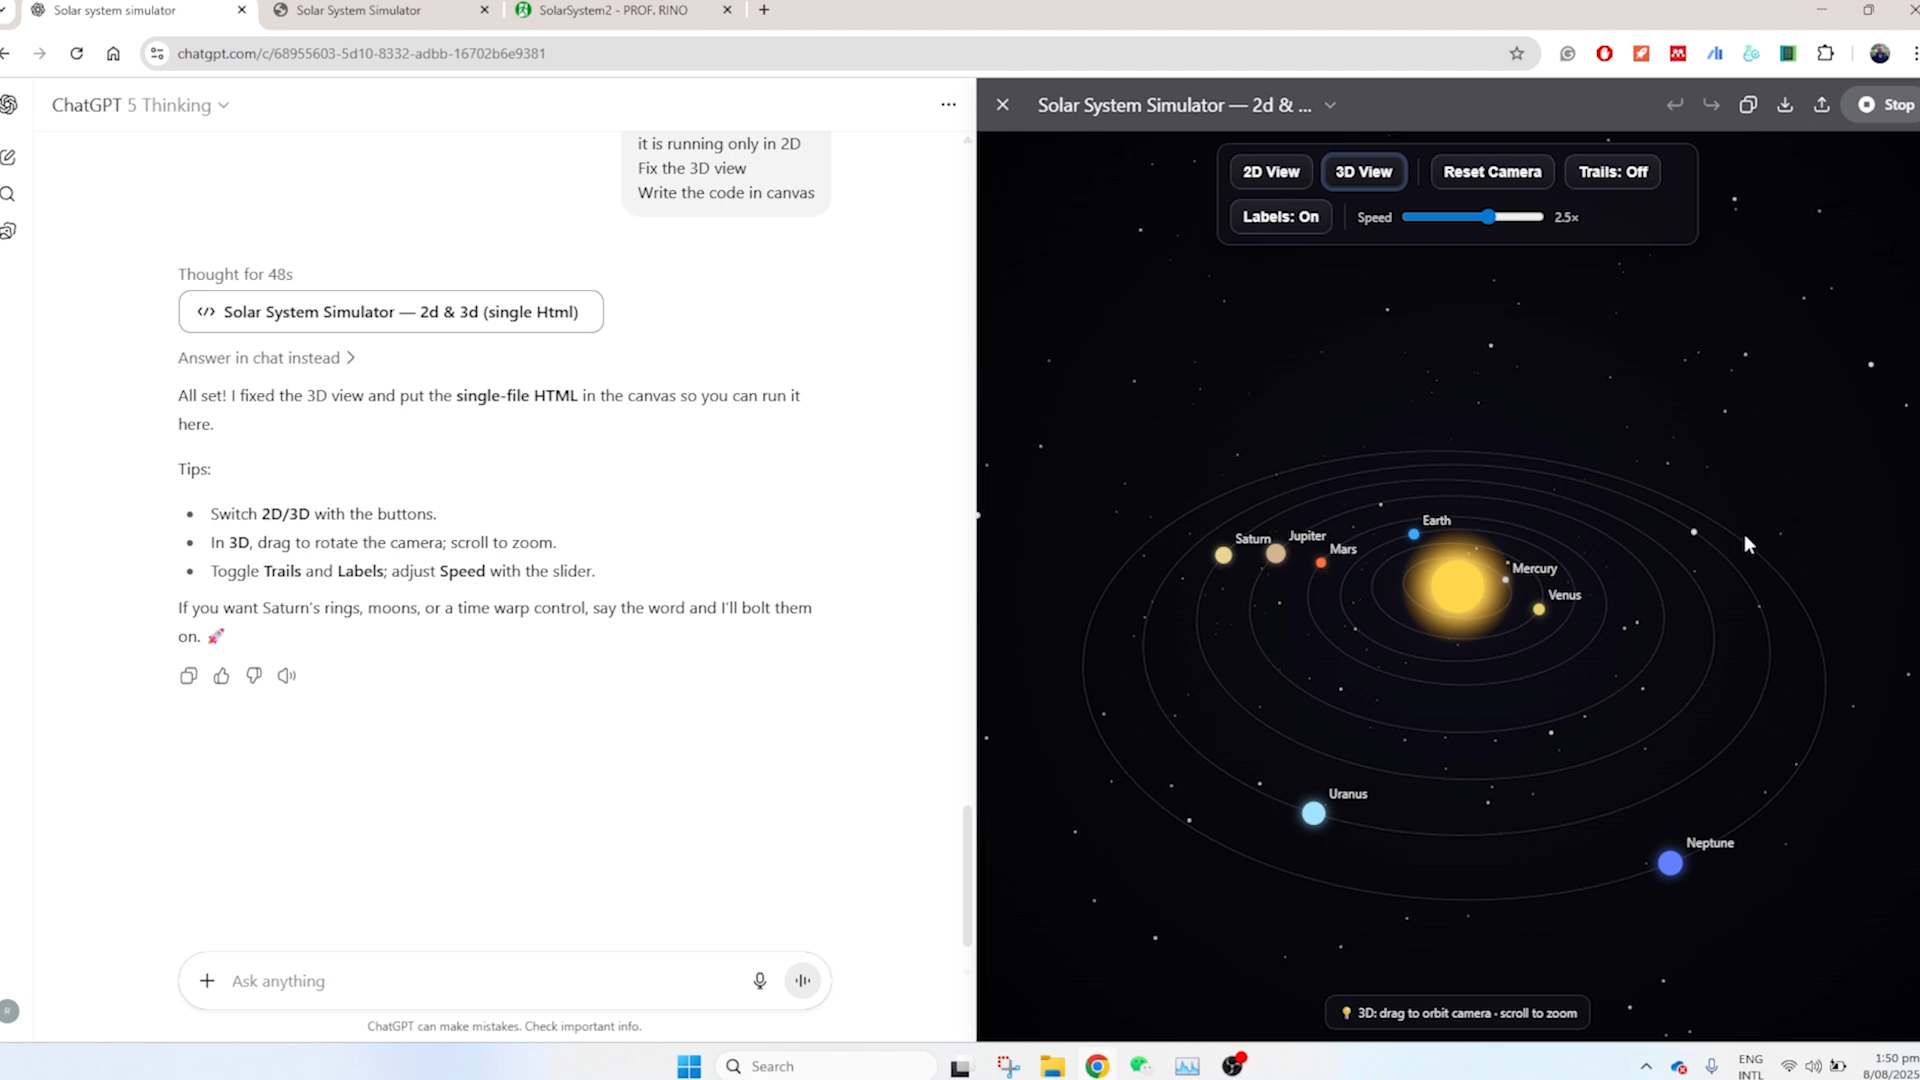 Solar system simulator
Solar System Simulator
SolarSystem2 - PROF. RINO
chatgpt.com/c/68955603-5d10-8332-adbb-16702b6e9381
ChatGPT 5 Thinking
it is running only in 2D
Fix the 3D view
Write the code in canvas
Thought for 48s
Solar System Simulator — 2d & 3d (single Html)
Answer in chat instead
All set! I fixed the 3D view and put the single-file HTML in the canvas so you can run it
here.
Tips:
• Switch 2D/3D with the buttons.
• In 3D, drag to rotate the camera; scroll to zoom.
• Toggle Trails and Labels; adjust Speed with the slider.
If you want Saturn's rings, moons, or a time warp control, say the word and I'll bolt them
on. 🚀
Ask anything
ChatGPT can make mistakes. Check important info.
R
Solar System Simulator — 2d & ...
Stop
2D View
3D View
Reset Camera
Trails: Off
Labels: On
Speed
2.5×
Earth
Saturn
Jupiter
Mars
Mercury
Venus
Uranus
Neptune
💡 3D: drag to orbit camera · scroll to zoom
Search
ENG
INTL
1:50 pm
8/08/2025